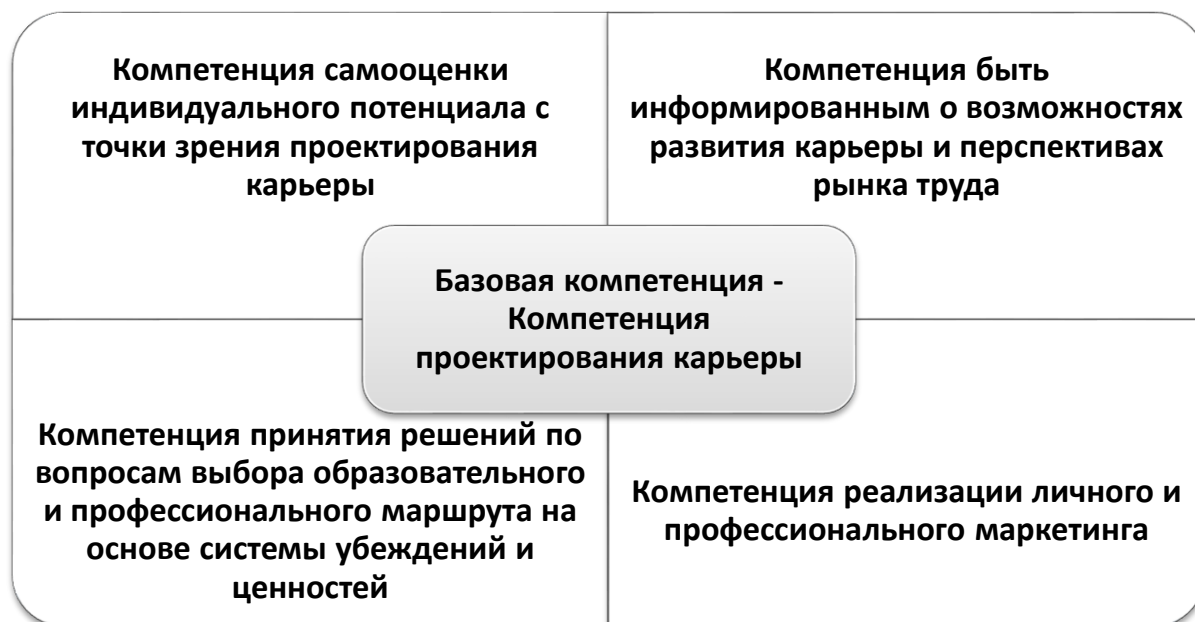 Компетенция самооценки
индивидуального потенциала с
точки зрения проектирования
карьеры
Компетенция быть
информированным о возможностях
развития карьеры и перспективах
рынка труда
Базовая компетенция -
Компетенция
проектирования карьеры
Компетенция принятия решений по
вопросам выбора образовательного
и профессионального маршрута на
основе системы убеждений и
ценностей
Компетенция реализации личного и
профессионального маркетинга